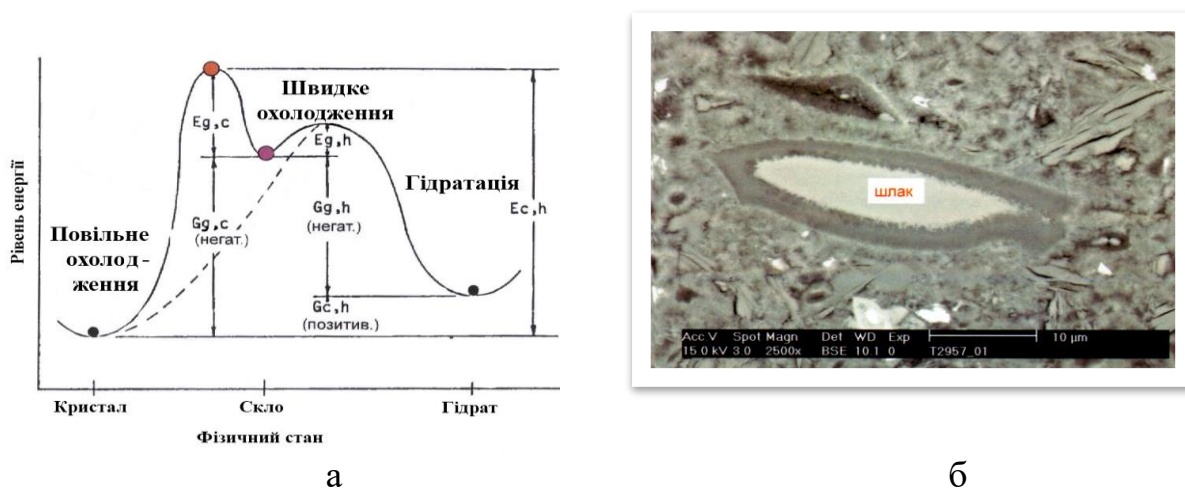 Рівень енергії
Повільне
охолод -
ження
Швидке
охолодження
Гідратація
Eg,c
Eg,h
Ec,h
Gg,c
(негат.)
Gg,h
(негат.)
Gc,h
(позитив.)
Кристал
Скло
Гідрат
Фізичний стан
а
шлак
Acc V Spot Magn Det WD Exp
15.0 kV 3.0 2500x BSE 10.1 0 T2957_01
10 µm
б